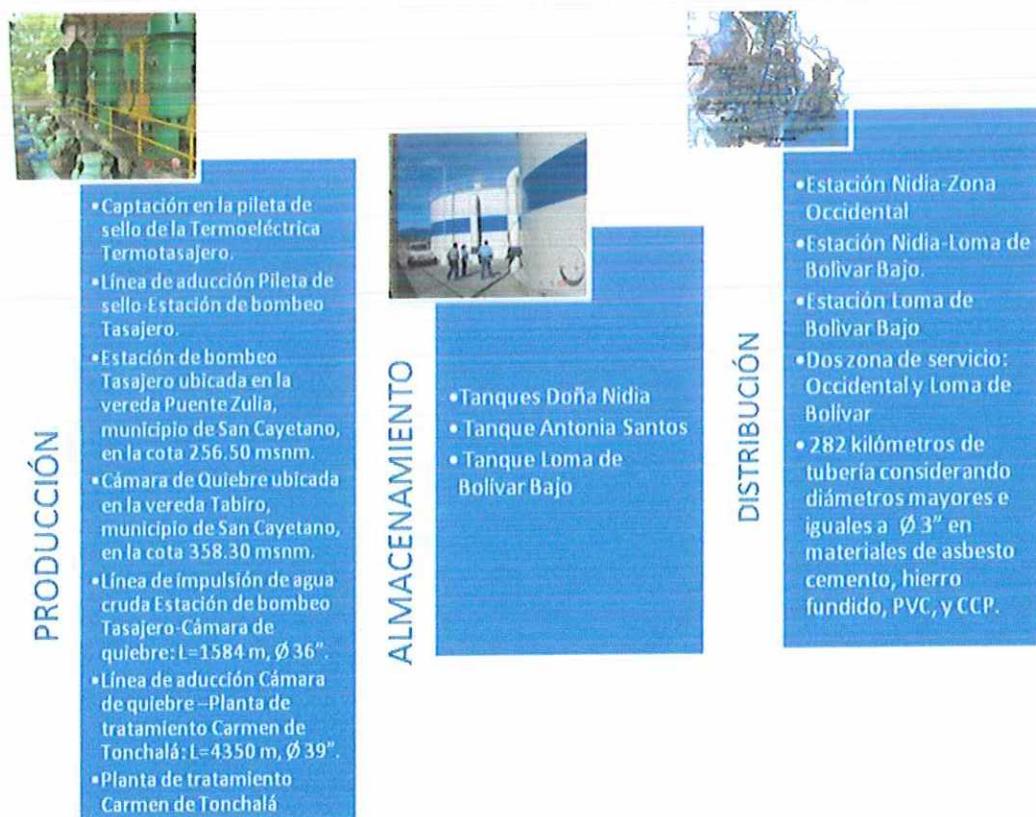 PRODUCCIÓN
•Captación en la pileta de
sello de la Termoeléctrica
Termotasajero.
•Línea de aducción Pileta de
sello-Estación de bombeo
Tasajero.
•Estación de bombeo
Tasajero ubicada en la
vereda Puente Zulia,
municipio de San Cayetano,
en la cota 256.50 msnm.
•Cámara de Quiebre ubicada
en la vereda Tabiro,
municipio de San Cayetano,
en la cota 358.30 msnm.
•Línea de impulsión de agua
cruda Estación de bombeo
Tasajero-Cámara de
quiebre: L=1584 m, Ø 36”.
•Línea de aducción Cámara
de quiebre –Planta de
tratamiento Carmen de
Tonchalá: L=4350 m, Ø 39”.
•Planta de tratamiento
Carmen de Tonchalá
ALMACENAMIENTO
•Tanques Doña Nidia
• Tanque Antonia Santos
• Tanque Loma de
Bolívar Bajo
DISTRIBUCIÓN
•Estación Nidia-Zona
Occidental
•Estación Nidia-Loma de
Bolivar Bajo.
•Estación Loma de
Bolivar Bajo
•Dos zona de servicio:
Occidental y Loma de
Bolívar
• 282 kilómetros de
tubería considerando
diámetros mayores e
iguales a Ø 3” en
materiales de asbesto
cemento, hierro
fundido, PVC, y CCP.